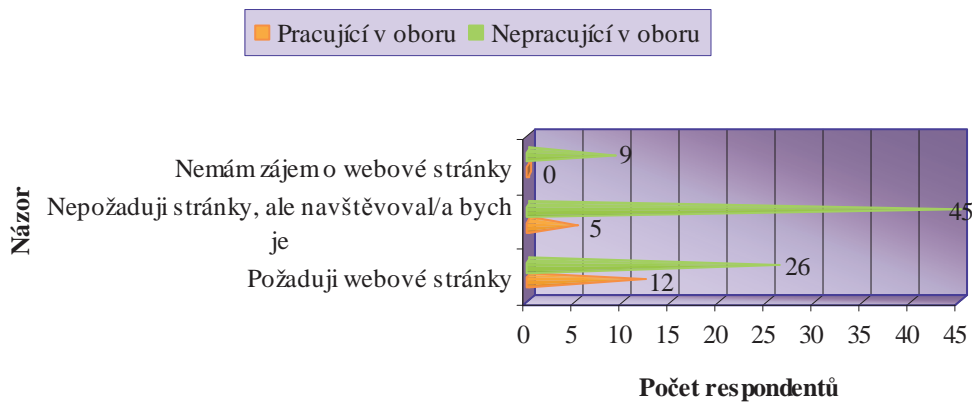 Pracující v oboru Nepracující v oboru
Nemám zájem o webové stránky
9
0
Nepožaduji stránky, ale navštěvoval/a bych
je
45
5
Požaduji webové stránky
26
12
Názor
0 5 10 15 20 25 30 35 40 45
Počet respondentů